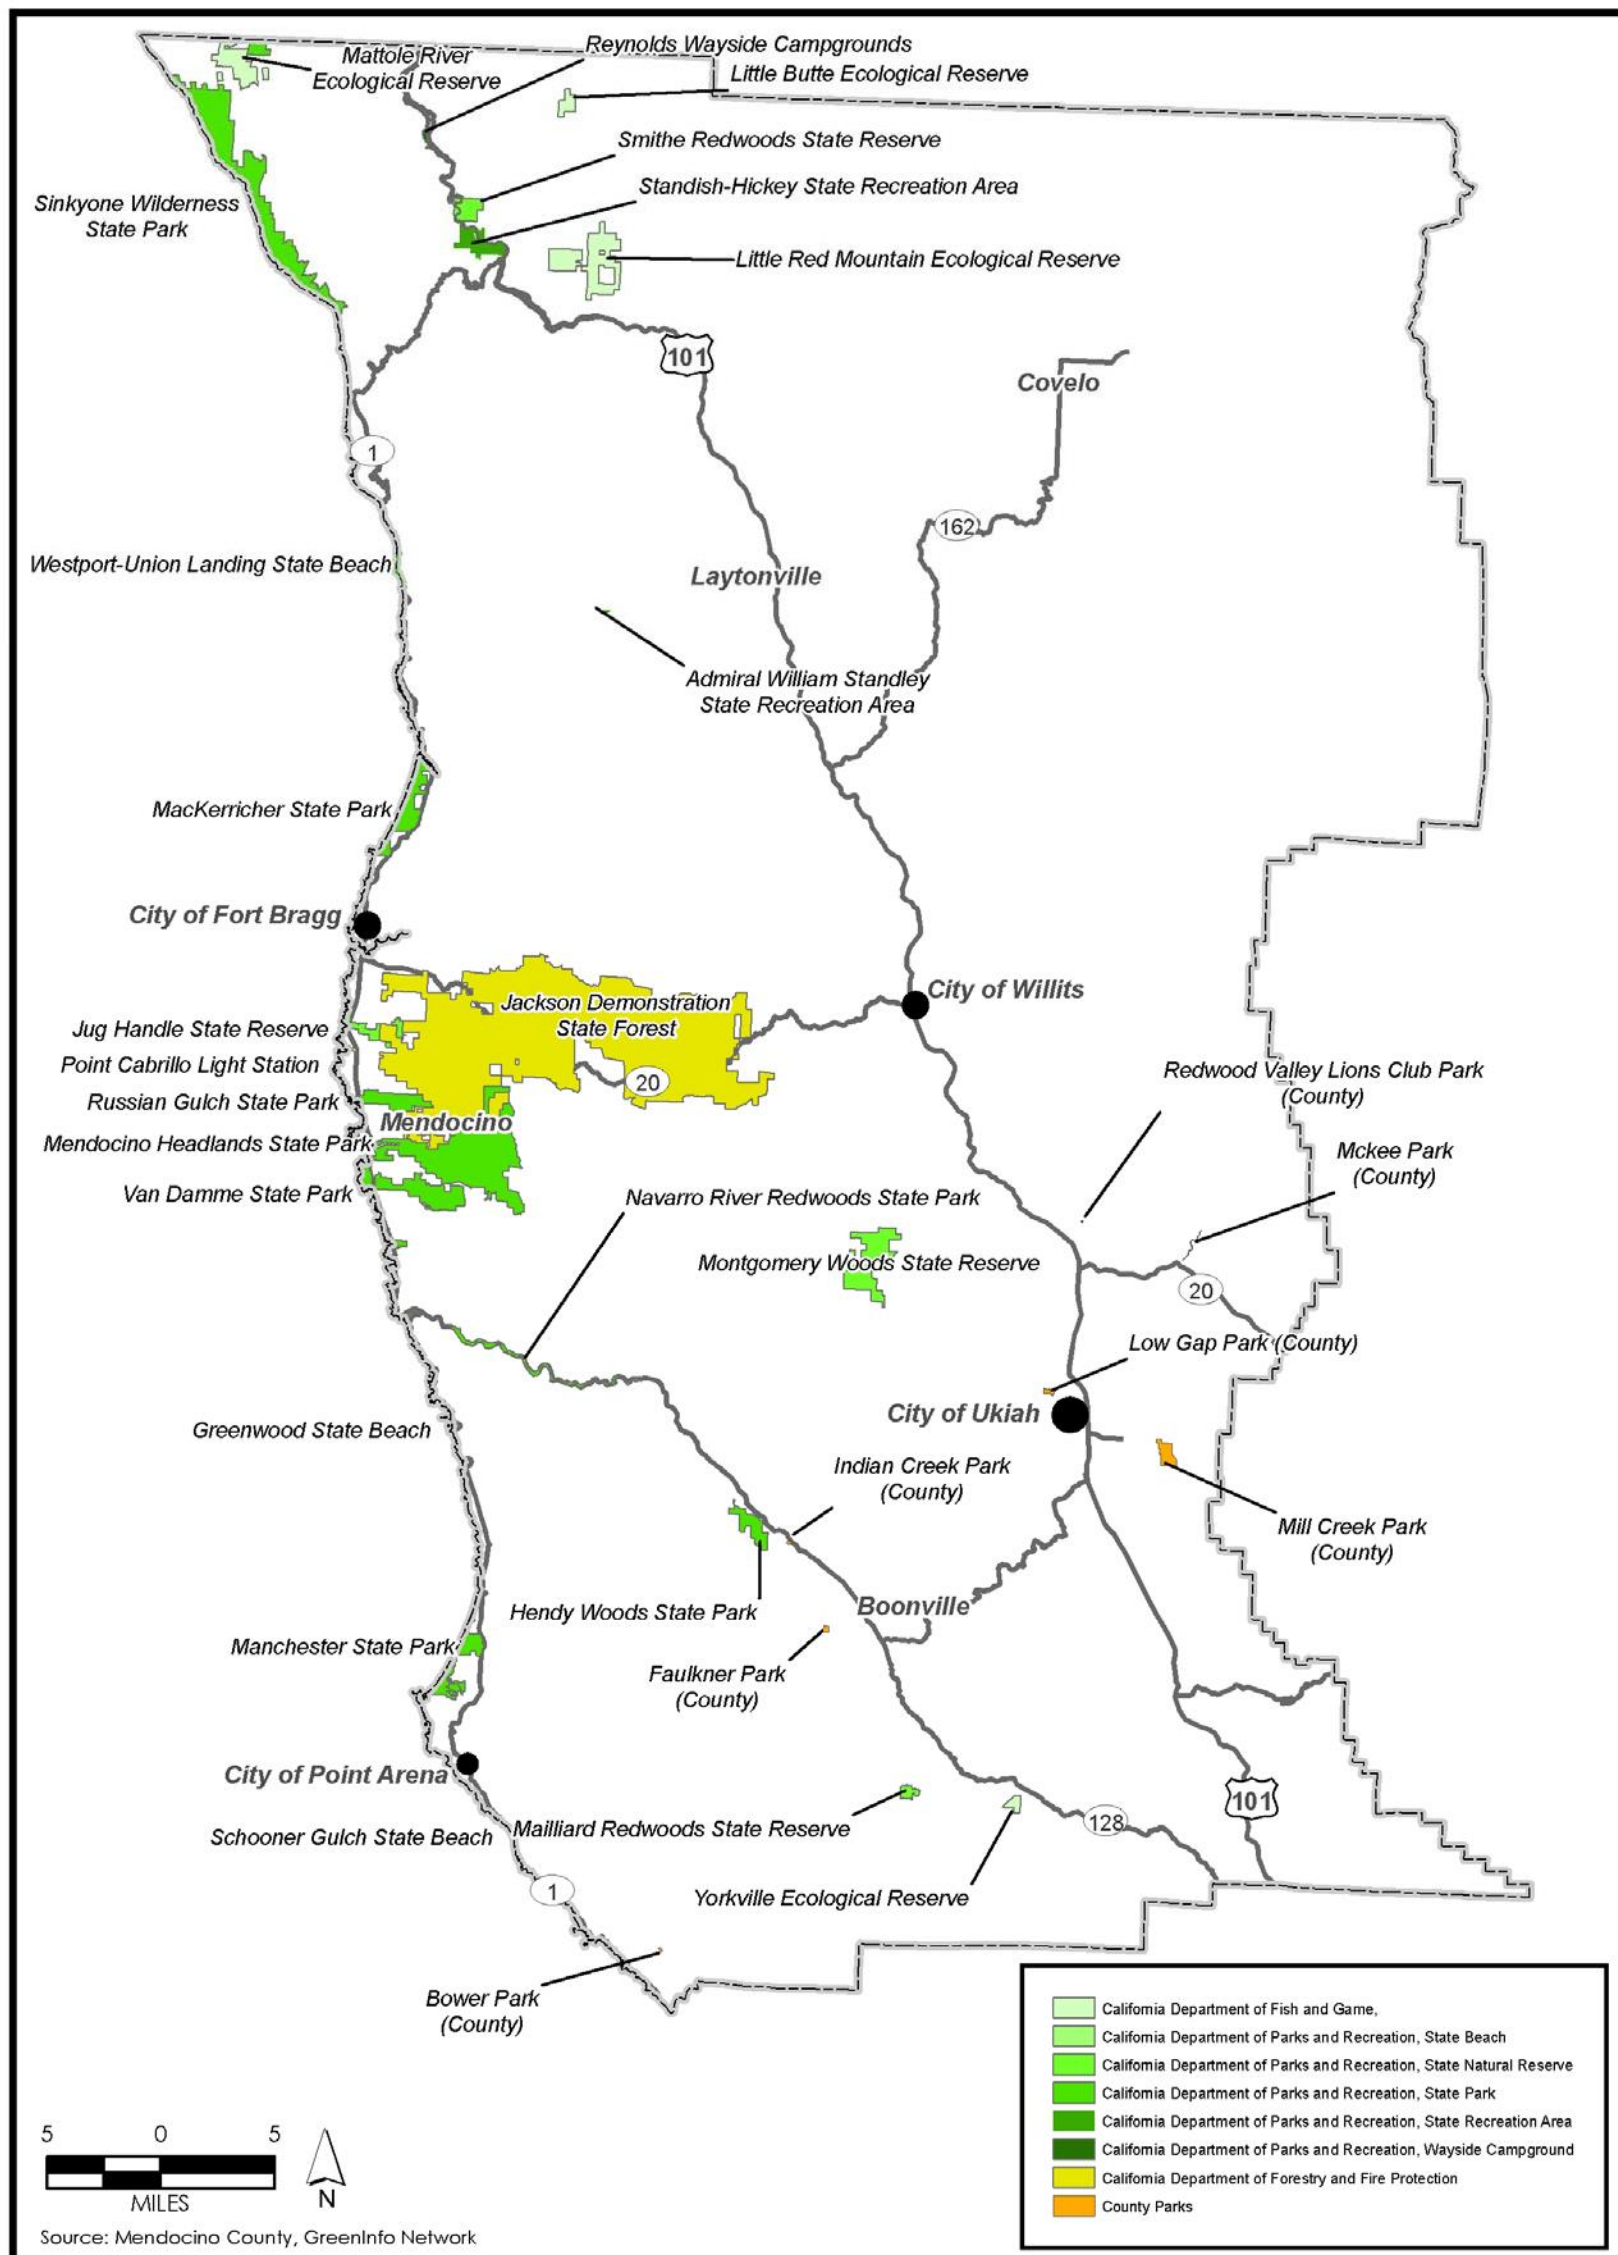 Reynolds Wayside Campgrounds
Mattole River
Ecological Reserve
Little Butte Ecological Reserve
Smithe Redwoods State Reserve
Standish-Hickey State Recreation Area
Sinkyone Wilderness
State Park
Little Red Mountain Ecological Reserve
101
Covelo
1
162
Westport-Union Landing State Beach
Laytonville
Admiral William Standley
State Recreation Area
MacKerricher State Park
City of Fort Bragg
City of Willits
Jackson Demonstration
State Forest
Jug Handle State Reserve
Point Cabrillo Light Station
20
Redwood Valley Lions Club Park
(County)
Russian Gulch State Park
Mendocino
Mendocino Headlands State Park
Mckee Park
(County)
Van Damme State Park
Navarro River Redwoods State Park
Montgomery Woods State Reserve
20
Low Gap Park (County)
City of Ukiah
Greenwood State Beach
Indian Creek Park
(County)
Mill Creek Park
(County)
Hendy Woods State Park
Boonville
Manchester State Park
Faulkner Park
(County)
City of Point Arena
101
128
Mailliard Redwoods State Reserve
Schooner Gulch State Beach
1
Yorkville Ecological Reserve
Bower Park
(County)
California Department of Fish and Game,
California Department of Parks and Recreation, State Beach
California Department of Parks and Recreation, State Natural Reserve
California Department of Parks and Recreation, State Park
California Department of Parks and Recreation, State Recreation Area
California Department of Parks and Recreation, Wayside Campground
California Department of Forestry and Fire Protection
County Parks
5 0 5
MILES
N
Source: Mendocino County, GreenInfo Network